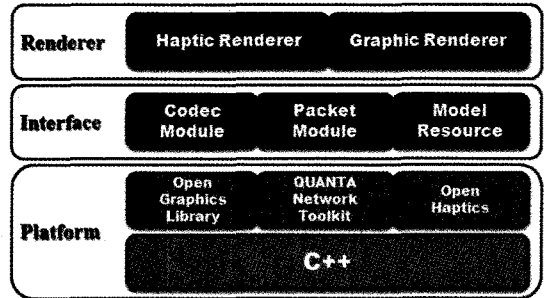 Renderer
Haptic Renderer
Graphic Renderer
Interface
Codec
Module
Packet
Module
Model
Resource
Platform
Open
Graphics
Library
QUANTA
Network
Toolkit
Open
Haptics
C++